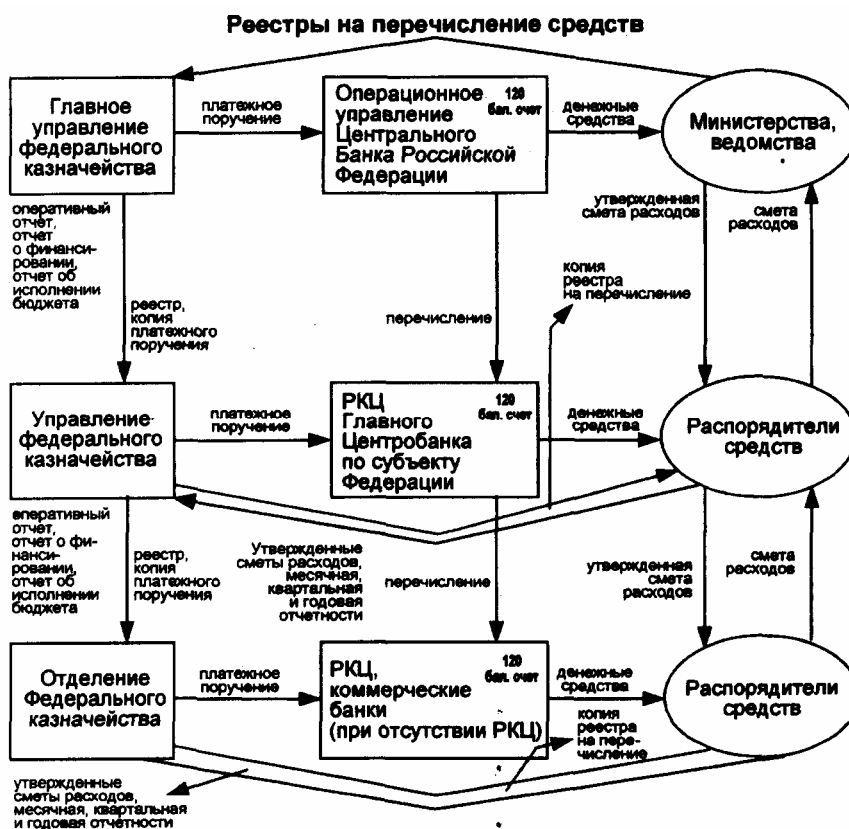 Реестры на перечисление средств
Главное
управление
федерального
казначейства
платежное
поручение
Операционное
управление
Центрального
Банка Российской
Федерации
120
бал. счет
денежные
средства
Министерства,
ведомства
оперативный
отчет,
отчет
о финанси-
ровании,
отчет об
исполнении
бюджета
реестр,
копия
платежного
поручения
перечисление
копия
реестра
на перечисление
утвержденная
смета расходов
смета
расходов
Управление
федерального
казначейства
платежное
поручение
РКЦ
Главного
Центробанка
по субъекту
Федерации
120
бал. счет
денежные
средства
Распорядители
средств
оперативный
отчет,
отчет о фи-
нанси-
ровании,
отчет об
исполнении
бюджета
реестр,
копия
платежного
поручения
Утвержденные
сметы расходов,
месячная,
квартальная
и годовая
отчетности
перечисление
утвержденная
смета
расходов
смета
расходов
Отделение
Федерального
казначейства
платежное
поручение
РКЦ,
коммерческие
банки
(при отсутствии РКЦ)
120
бал. счет
денежные
средства
Распорядители
средств
копия
реестра
на пере-
числение
утвержденные
сметы расходов,
месячная, квартальная
и годовая отчетности